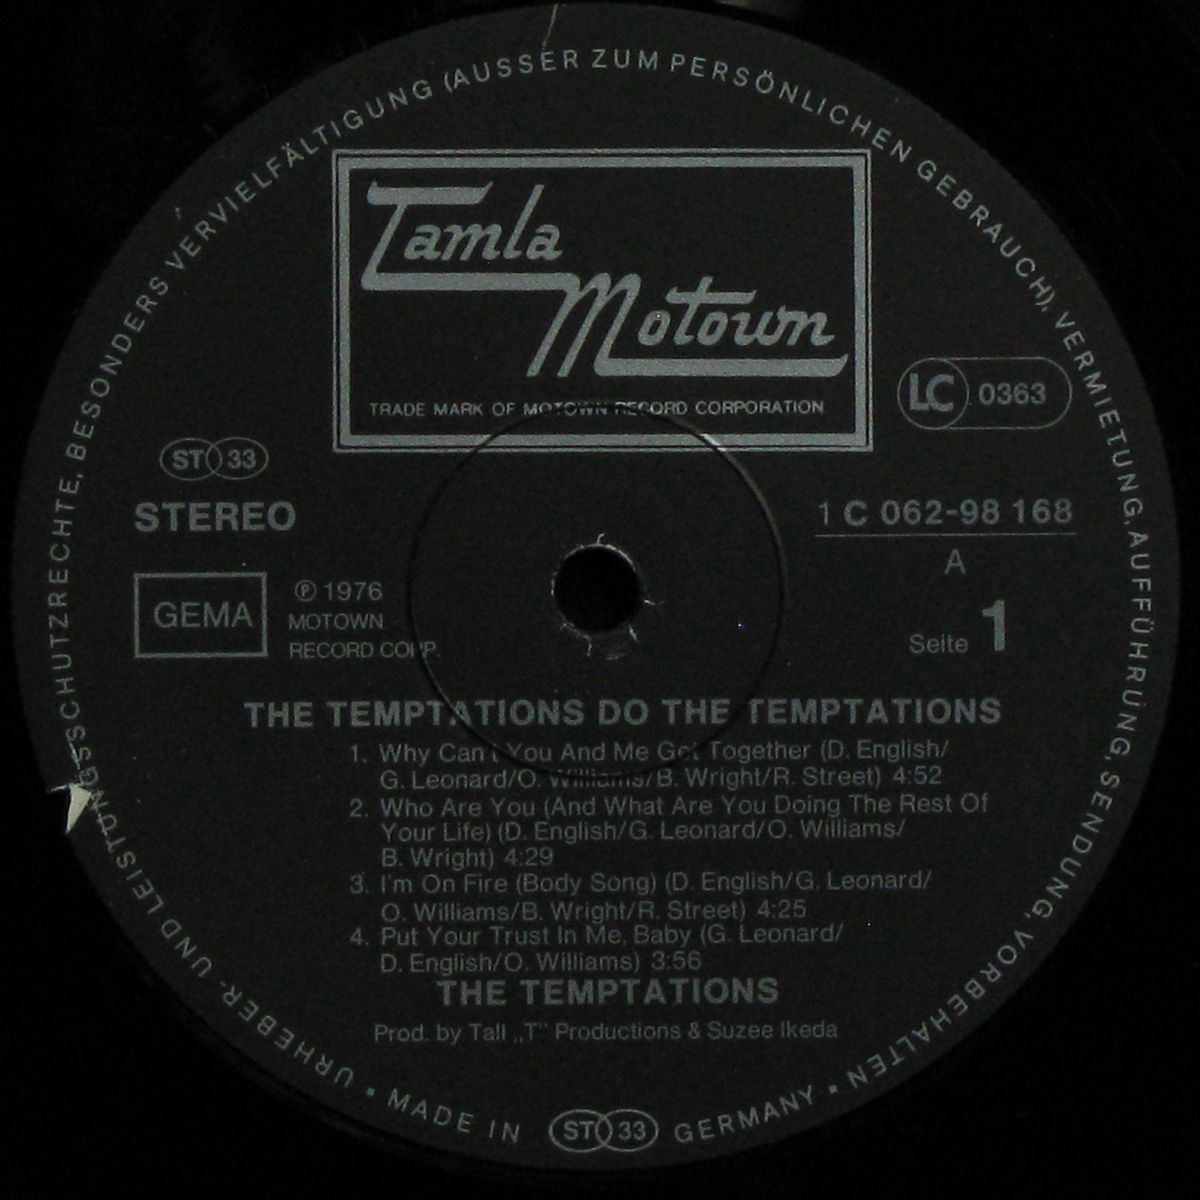 URHEBER- UND LEISTUNGSSCHUTZRECHTE, BESONDERS VERVIELFÄLTIGUNG (AUSSER ZUM PERSÖNLICHEN GEBRAUCH), VERMIETUNG, AUFFÜHRUNG, SENDUNG, VORBEHALTEN
Tamla
Motown
TRADE MARK OF MOTOWN RECORD CORPORATION
LC 0363
ST 33
STEREO
1 C 062-98 168
A
GEMA
℗ 1976
MOTOWN
RECORD CORP.
Seite 1
THE TEMPTATIONS DO THE TEMPTATIONS
1. Why Can't You And Me Get Together (D. English/
G. Leonard/O. Williams/B. Wright/R. Street) 4:52
2. Who Are You (And What Are You Doing The Rest Of
Your Life) (D. English/G. Leonard/O. Williams/
B. Wright) 4:29
3. I'm On Fire (Body Song) (D. English/G. Leonard/
O. Williams/B. Wright/R. Street) 4:25
4. Put Your Trust In Me, Baby (G. Leonard/
D. English/O. Williams) 3:56
THE TEMPTATIONS
Prod. by Tall „T" Productions & Suzee Ikeda
▪ MADE IN ST 33 GERMANY ▪